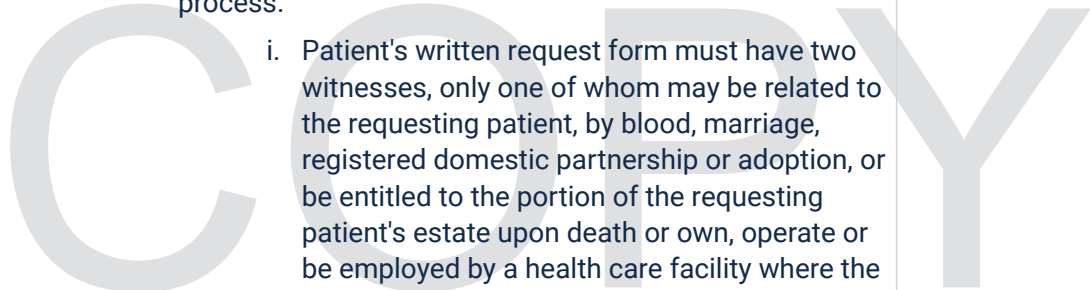 process.
i. Patient's written request form must have two
witnesses, only one of whom may be related to
the requesting patient, by blood, marriage,
registered domestic partnership or adoption, or
be entitled to the portion of the requesting
patient's estate upon death or own, operate or
be employed by a health care facility where the
COPY